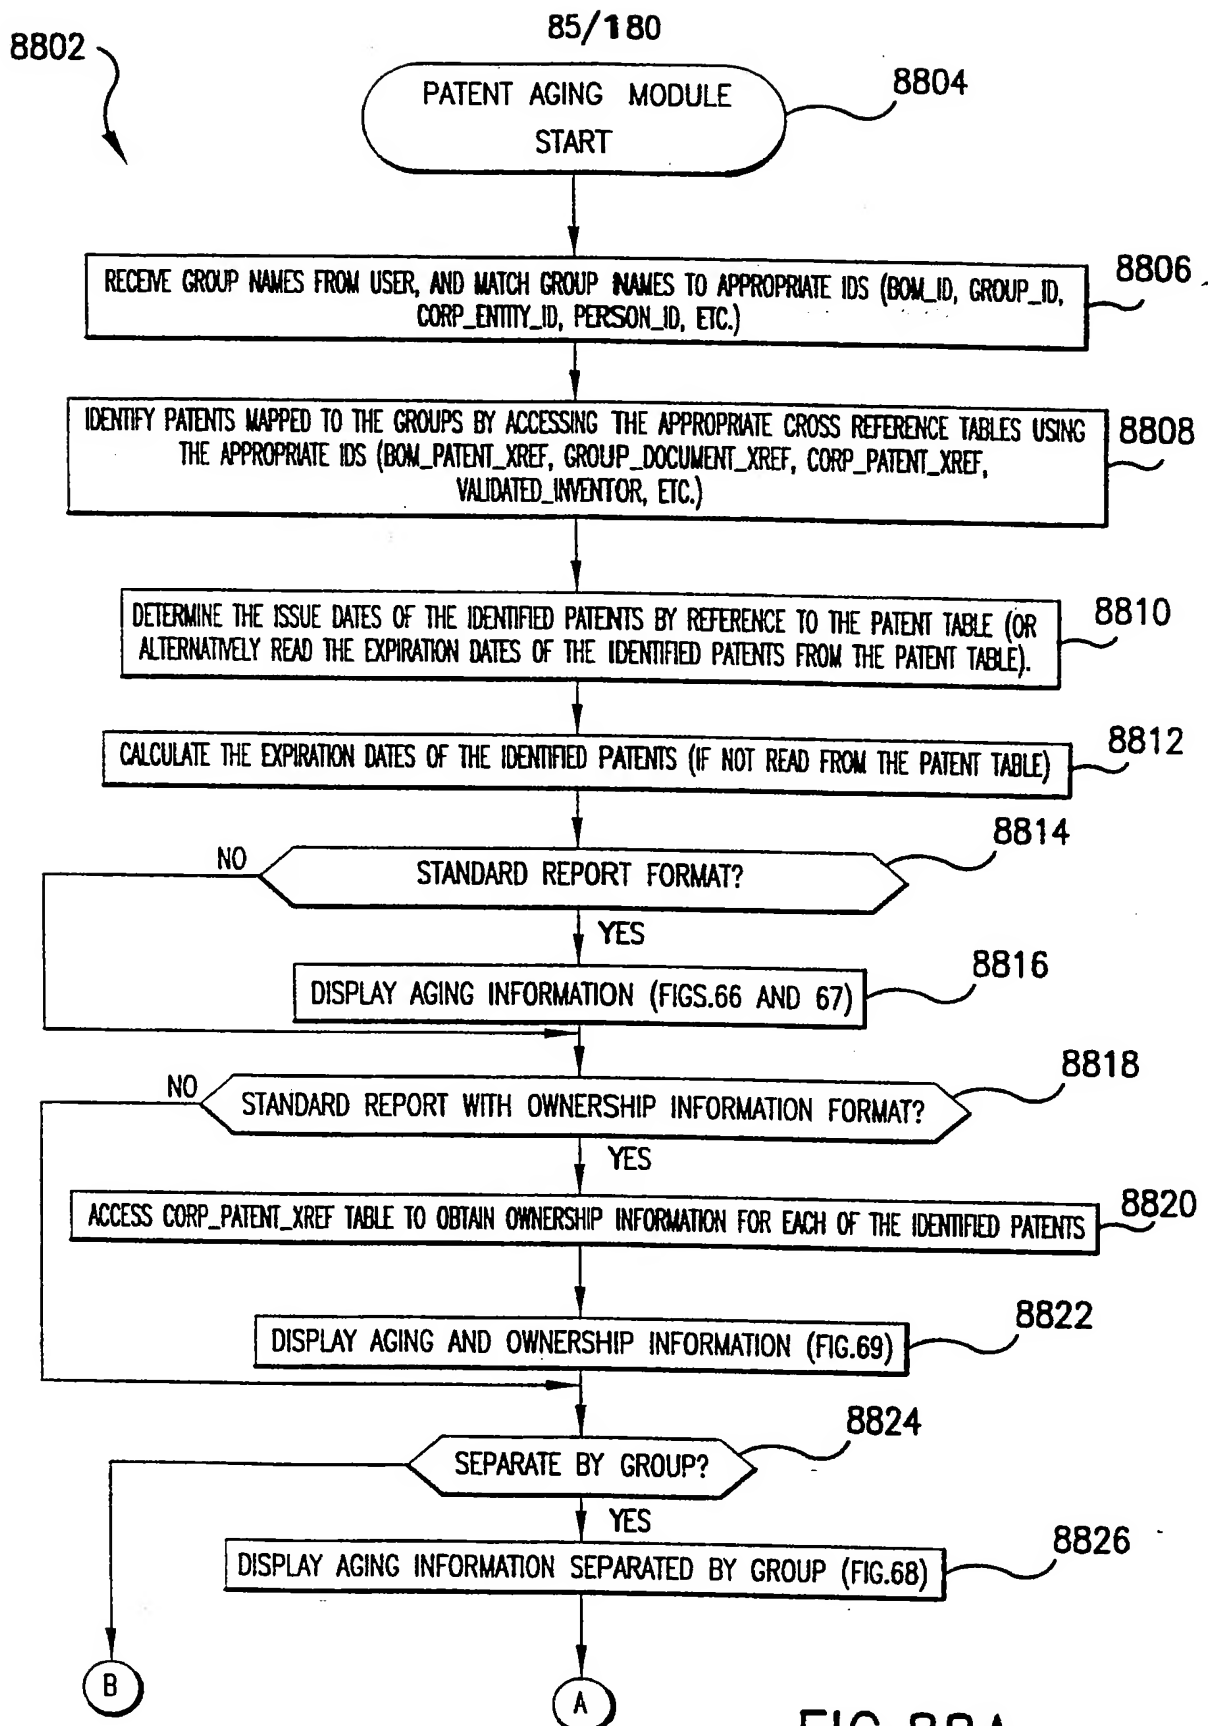 85/180
8802
PATENT AGING MODULE
START
8804
RECEIVE GROUP NAMES FROM USER, AND MATCH GROUP NAMES TO APPROPRIATE IDS (BOM_ID, GROUP_ID,
CORP_ENTITY_ID, PERSON_ID, ETC.)
8806
IDENTIFY PATENTS MAPPED TO THE GROUPS BY ACCESSING THE APPROPRIATE CROSS REFERENCE TABLES USING
THE APPROPRIATE IDS (BOM_PATENT_XREF, GROUP_DOCUMENT_XREF, CORP_PATENT_XREF,
VALIDATED_INVENTOR, ETC.)
8808
DETERMINE THE ISSUE DATES OF THE IDENTIFIED PATENTS BY REFERENCE TO THE PATENT TABLE (OR
ALTERNATIVELY READ THE EXPIRATION DATES OF THE IDENTIFIED PATENTS FROM THE PATENT TABLE).
8810
CALCULATE THE EXPIRATION DATES OF THE IDENTIFIED PATENTS (IF NOT READ FROM THE PATENT TABLE)
8812
NO
STANDARD REPORT FORMAT?
8814
YES
DISPLAY AGING INFORMATION (FIGS.66 AND 67)
8816
NO
STANDARD REPORT WITH OWNERSHIP INFORMATION FORMAT?
8818
YES
ACCESS CORP_PATENT_XREF TABLE TO OBTAIN OWNERSHIP INFORMATION FOR EACH OF THE IDENTIFIED PATENTS
8820
DISPLAY AGING AND OWNERSHIP INFORMATION (FIG.69)
8822
SEPARATE BY GROUP?
8824
YES
DISPLAY AGING INFORMATION SEPARATED BY GROUP (FIG.68)
8826
B
A
FIG.88A